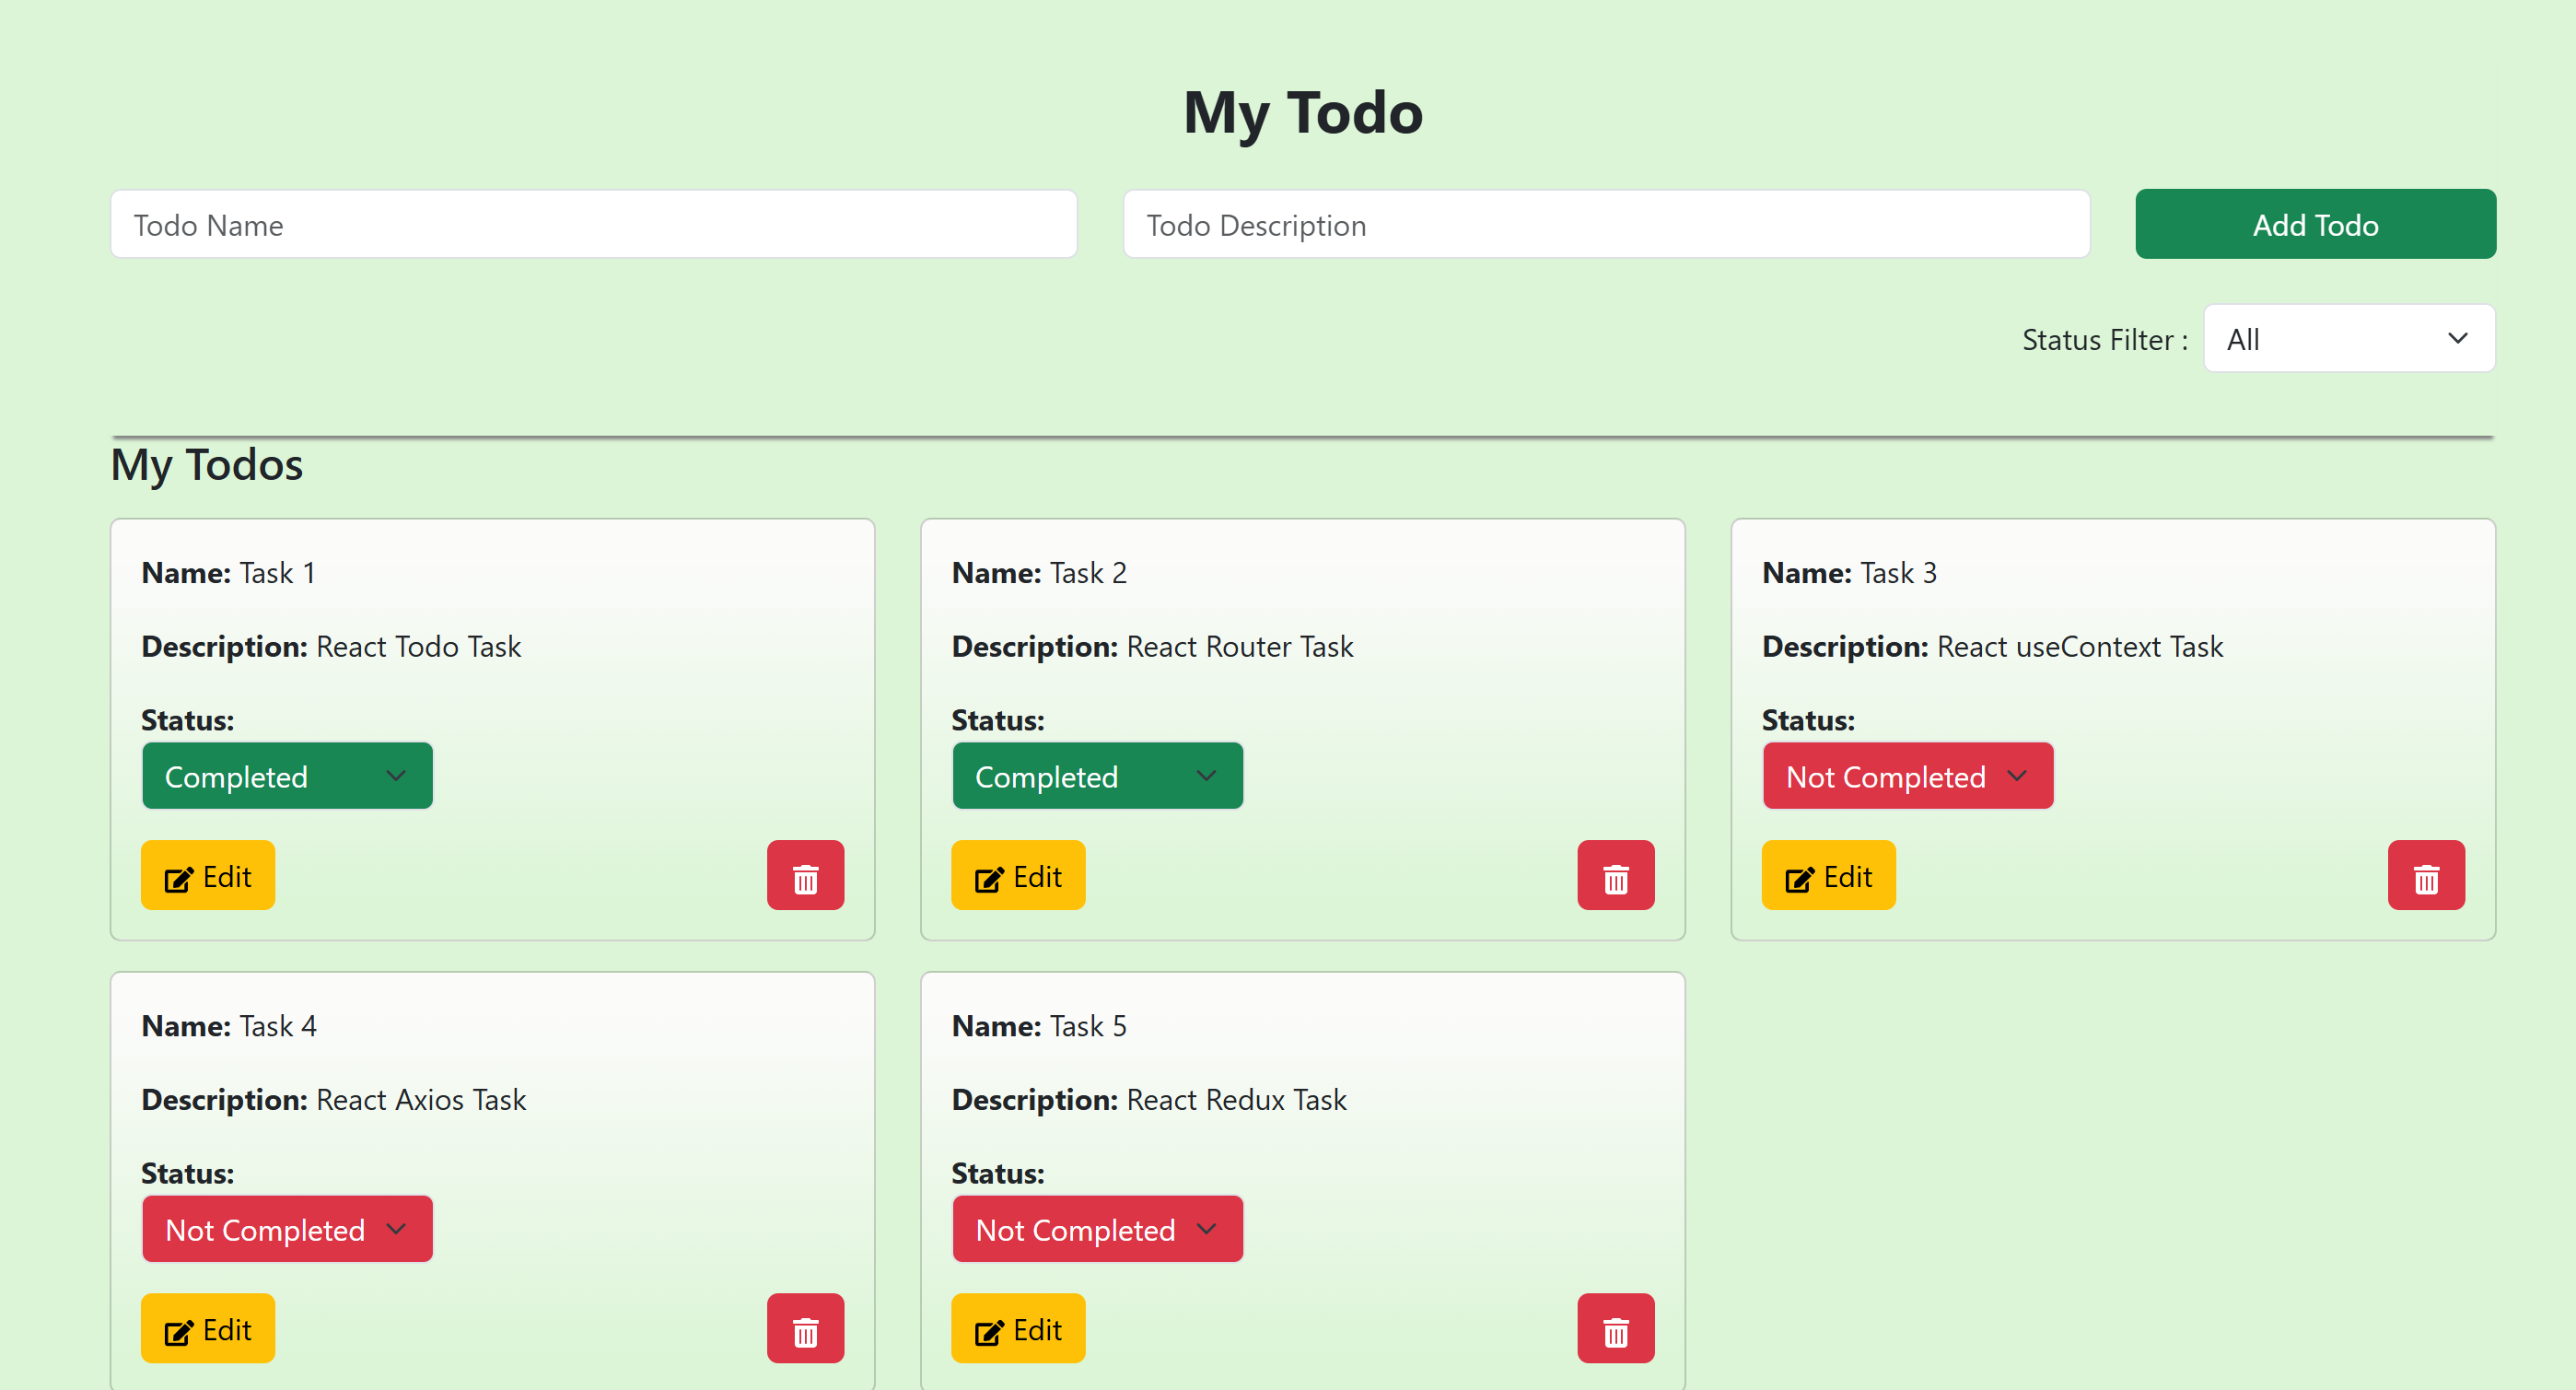 My Todo
Todo Name
Todo Description
Add Todo
Status Filter :
All
My Todos
Name: Task 1
Description: React Todo Task
Status:
Completed
Edit
Name: Task 2
Description: React Router Task
Status:
Completed
Edit
Name: Task 3
Description: React useContext Task
Status:
Not Completed
Edit
Name: Task 4
Description: React Axios Task
Status:
Not Completed
Edit
Name: Task 5
Description: React Redux Task
Status:
Not Completed
Edit